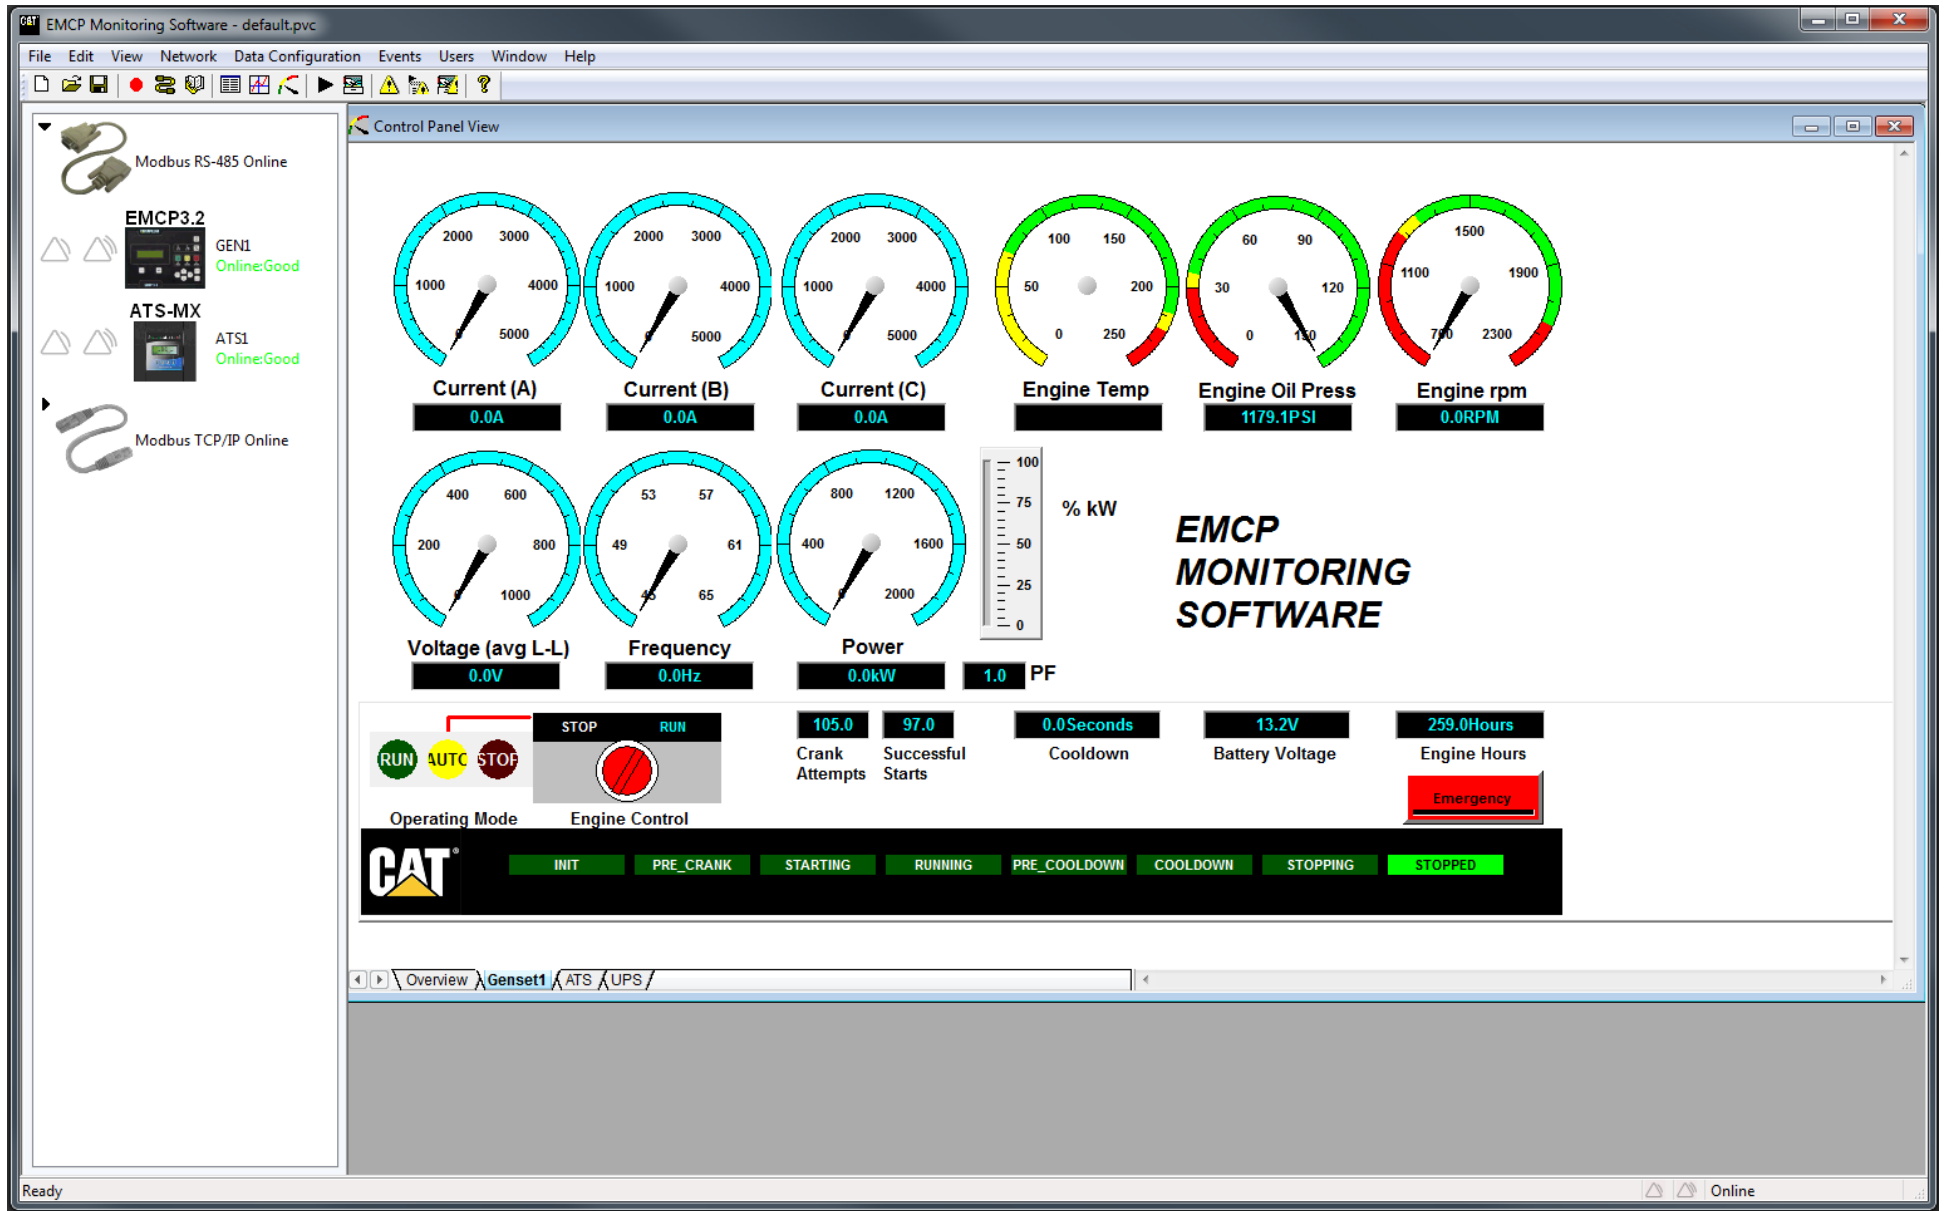 EMCP Monitoring Software - default.pvc
File Edit View Network Data Configuration Events Users Window Help
Modbus RS-485 Online
EMCP3.2
GEN1
Online:Good
ATS-MX
ATS1
Online:Good
Modbus TCP/IP Online
Control Panel View
2000 3000
1000 4000
0 5000
Current (A)
0.0A
2000 3000
1000 4000
0 5000
Current (B)
0.0A
2000 3000
1000 4000
0 5000
Current (C)
0.0A
100 150
50 200
0 250
Engine Temp
60 90
30 120
0 150
Engine Oil Press
1179.1PSI
1500
1100 1900
700 2300
Engine rpm
0.0RPM
400 600
200 800
0 1000
Voltage (avg L-L)
0.0V
53 57
49 61
45 65
Frequency
0.0Hz
800 1200
400 1600
0 2000
Power
0.0kW
100
75
50
25
0
% kW
1.0 PF
EMCP
MONITORING
SOFTWARE
RUN AUTO STOP
Operating Mode
STOP RUN
Engine Control
105.0
Crank
Attempts
97.0
Successful
Starts
0.0Seconds
Cooldown
13.2V
Battery Voltage
259.0Hours
Engine Hours
Emergency
CAT
INIT PRE_CRANK STARTING RUNNING PRE_COOLDOWN COOLDOWN STOPPING STOPPED
Overview Genset1 ATS UPS
Ready
Online